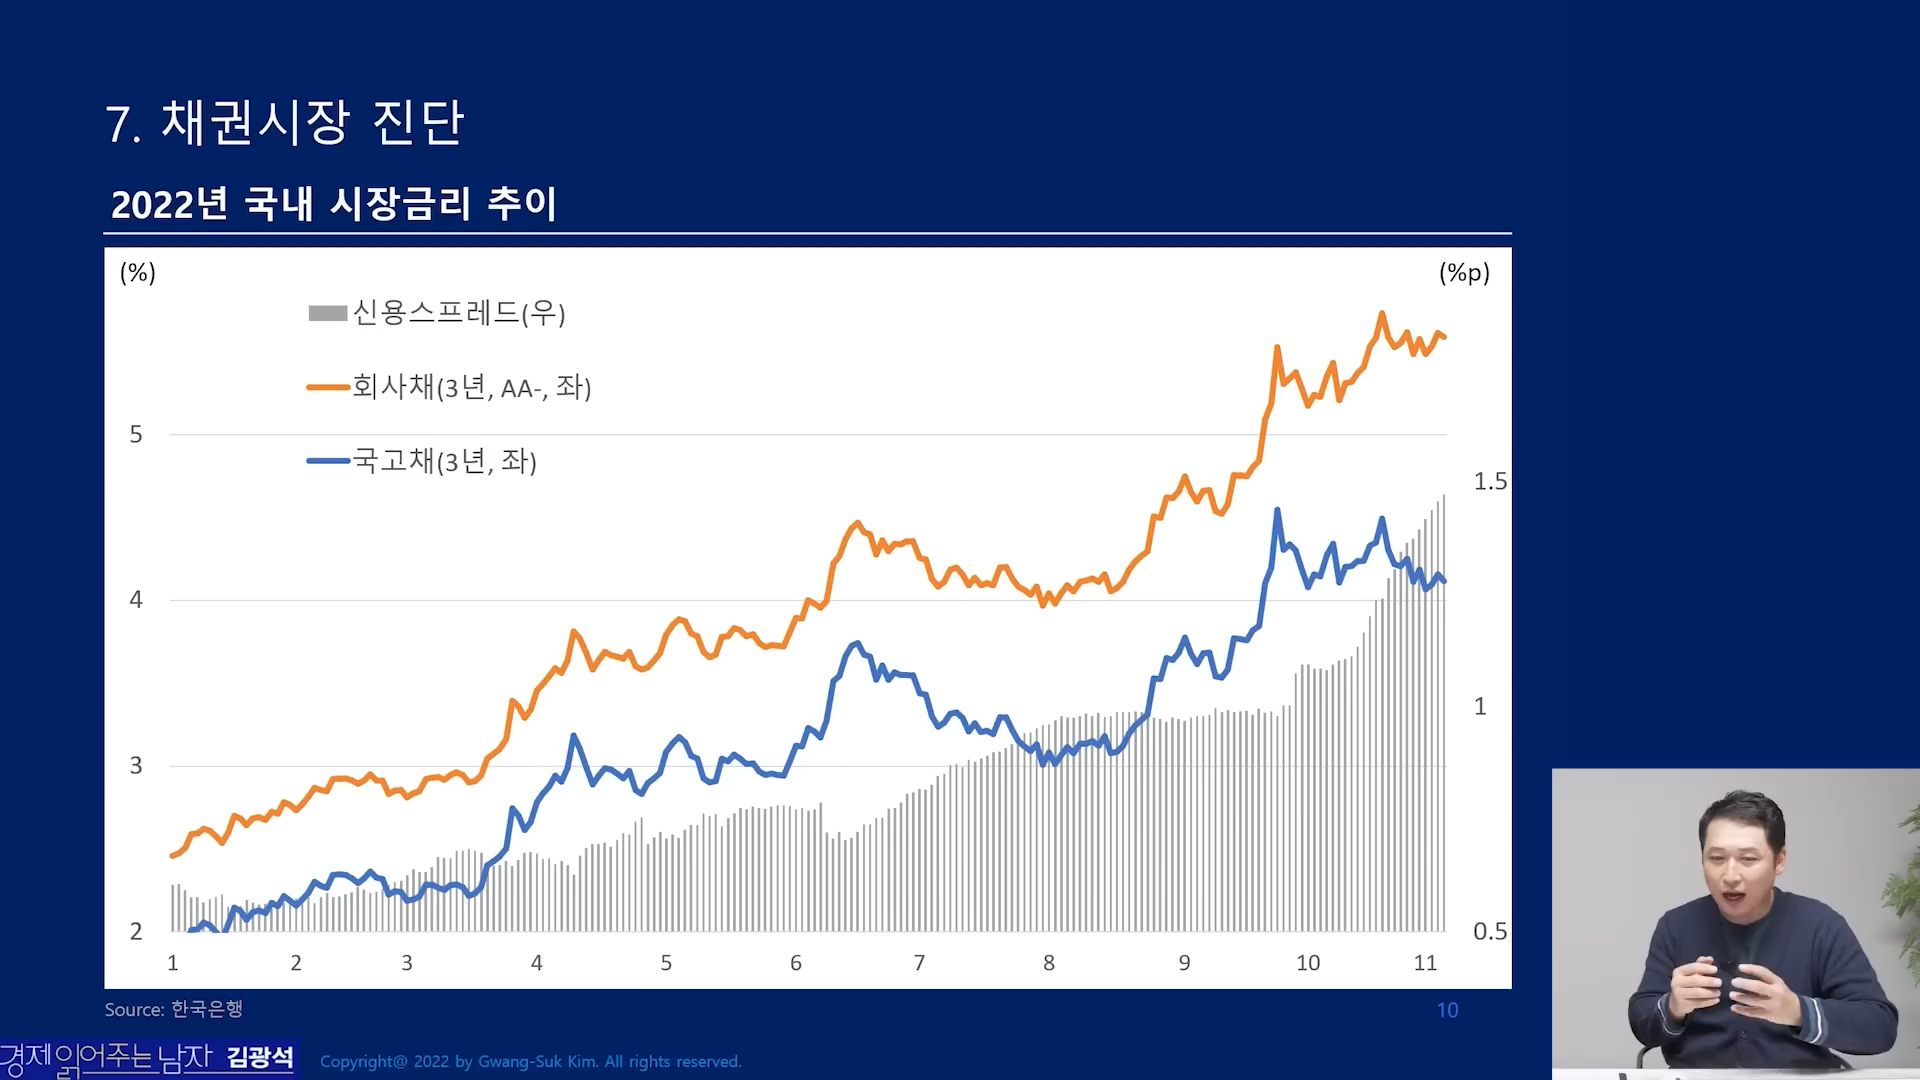 7. 채권시장 진단
2022년 국내 시장금리 추이
(%)
(%p)
신용스프레드(우)
회사채(3년, AA-, 좌)
국고채(3년, 좌)
5
4
3
2
1.5
1
0.5
1 2 3 4 5 6 7 8 9 10 11
Source: 한국은행
10
경제 읽어주는 남자 김광석
Copyright@ 2022 by Gwang-Suk Kim. All rights reserved.